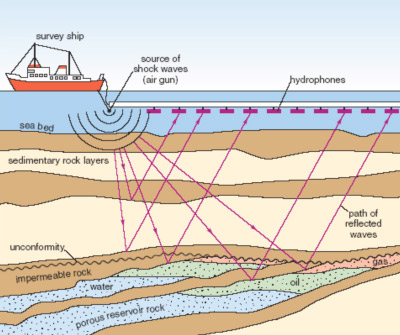 survey ship
source of
shock waves
(air gun)
hydrophones
sea bed
sedimentary rock layers
path of
reflected
waves
unconformity
gas
impermeable rock
oil
water
porous reservoir rock